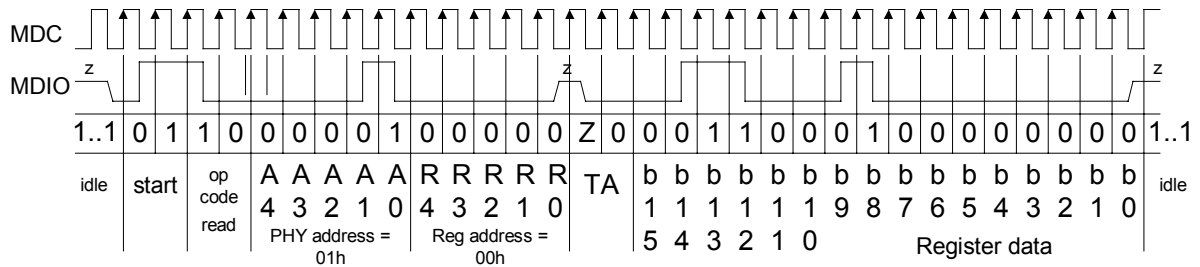 MDC
z z z
MDIO
1..1 0 1 1 0 0 0 0 0 1 0 0 0 0 0 Z 0 0 0 1 1 0 0 0 1 0 0 0 0 0 0 0 0 1..1
idle start op code read A A A A A R R R R R TA b b b b b b b b b b b b b b b b idle
4 3 2 1 0 4 3 2 1 0 1 1 1 1 1 1 9 8 7 6 5 4 3 2 1 0
5 4 3 2 1 0
PHY address = 01h
Reg address = 00h
Register data